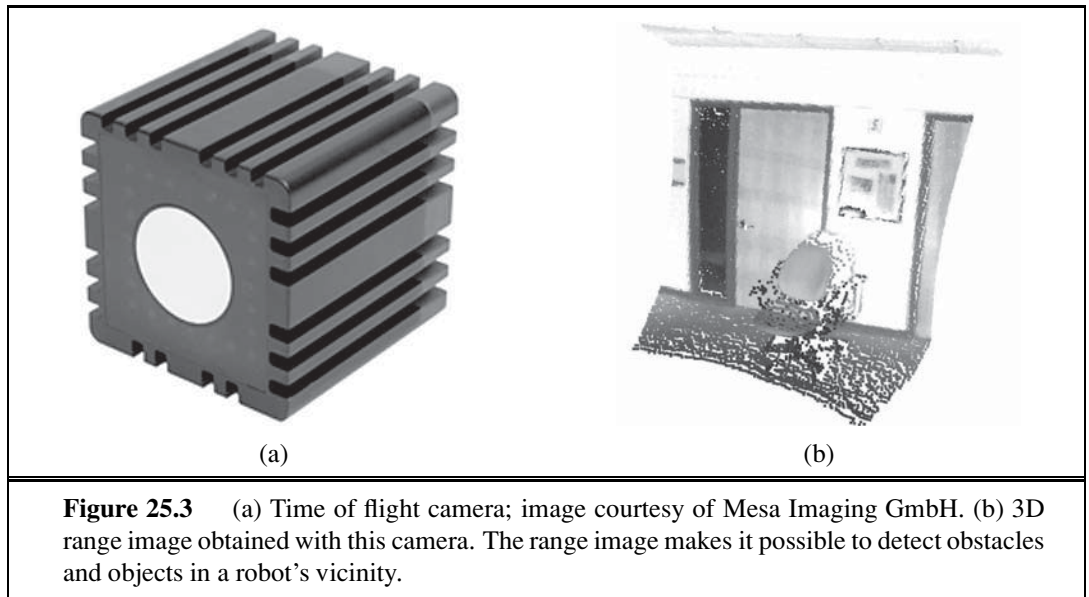 (a)
(b)
Figure 25.3 (a) Time of flight camera; image courtesy of Mesa Imaging GmbH. (b) 3D
range image obtained with this camera. The range image makes it possible to detect obstacles
and objects in a robot's vicinity.